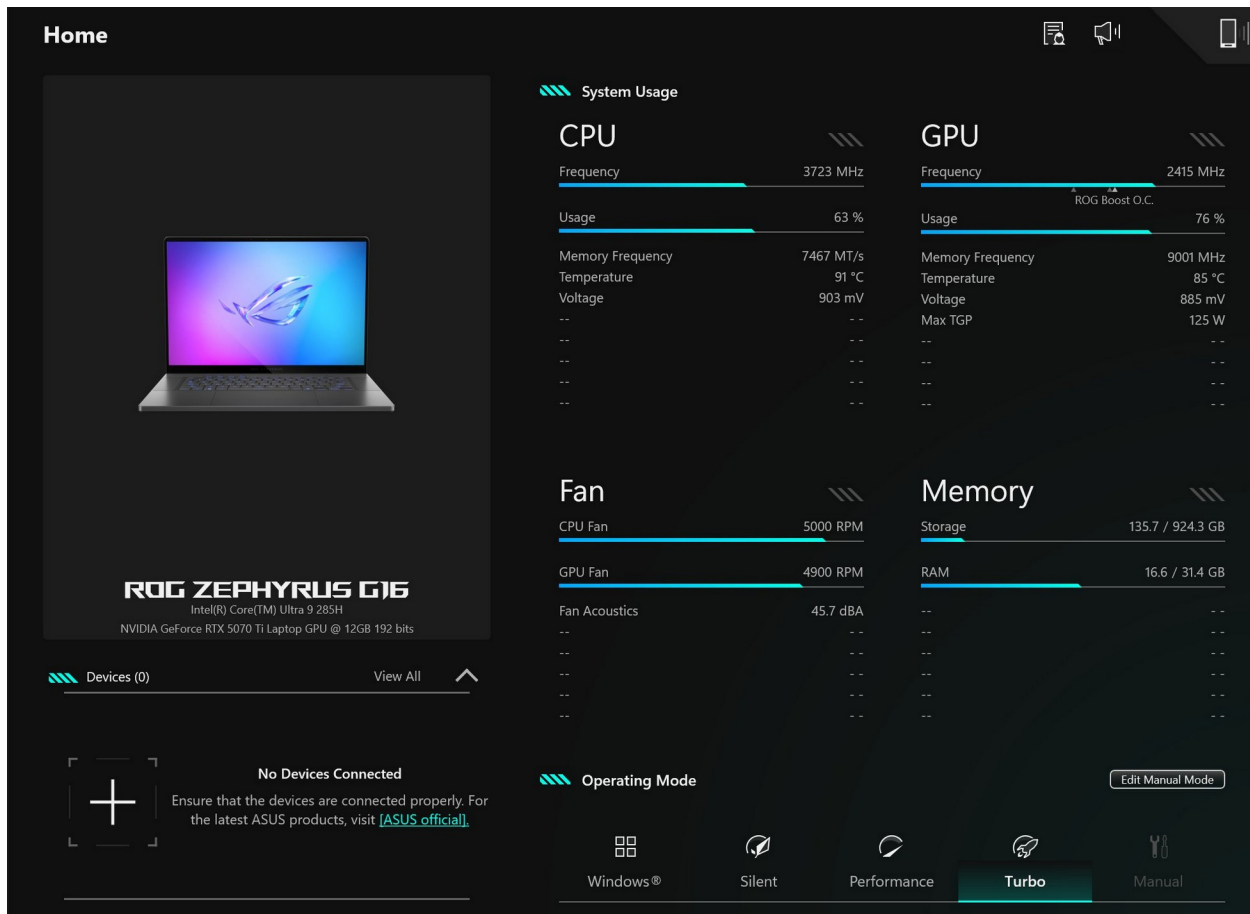 Home
ROG ZEPHYRUS G16
Intel(R) Core(TM) Ultra 9 285H
NVIDIA GeForce RTX 5070 Ti Laptop GPU @ 12GB 192 bits
Devices (0) View All
No Devices Connected
Ensure that the devices are connected properly. For
the latest ASUS products, visit [ASUS official].
System Usage
CPU
Frequency 3723 MHz
Usage 63 %
Memory Frequency 7467 MT/s
Temperature 91 °C
Voltage 903 mV
-- - -
-- - -
-- - -
-- - -
-- - -
GPU
Frequency 2415 MHz
ROG Boost O.C.
Usage 76 %
Memory Frequency 9001 MHz
Temperature 85 °C
Voltage 885 mV
Max TGP 125 W
-- - -
-- - -
-- - -
-- - -
Fan
CPU Fan 5000 RPM
GPU Fan 4900 RPM
Fan Acoustics 45.7 dBA
-- - -
-- - -
-- - -
-- - -
-- - -
Memory
Storage 135.7 / 924.3 GB
RAM 16.6 / 31.4 GB
-- - -
-- - -
-- - -
-- - -
-- - -
-- - -
Operating Mode Edit Manual Mode
Windows® Silent Performance Turbo Manual